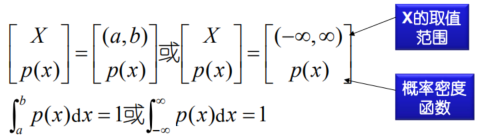 [X p(x)] = [(a,b) p(x)] 或 [X p(x)] = [(-∞,∞) p(x)]
∫_a^b p(x)dx = 1或∫_{-∞}^{∞} p(x)dx = 1
X的取值
范围
概率密度
函数